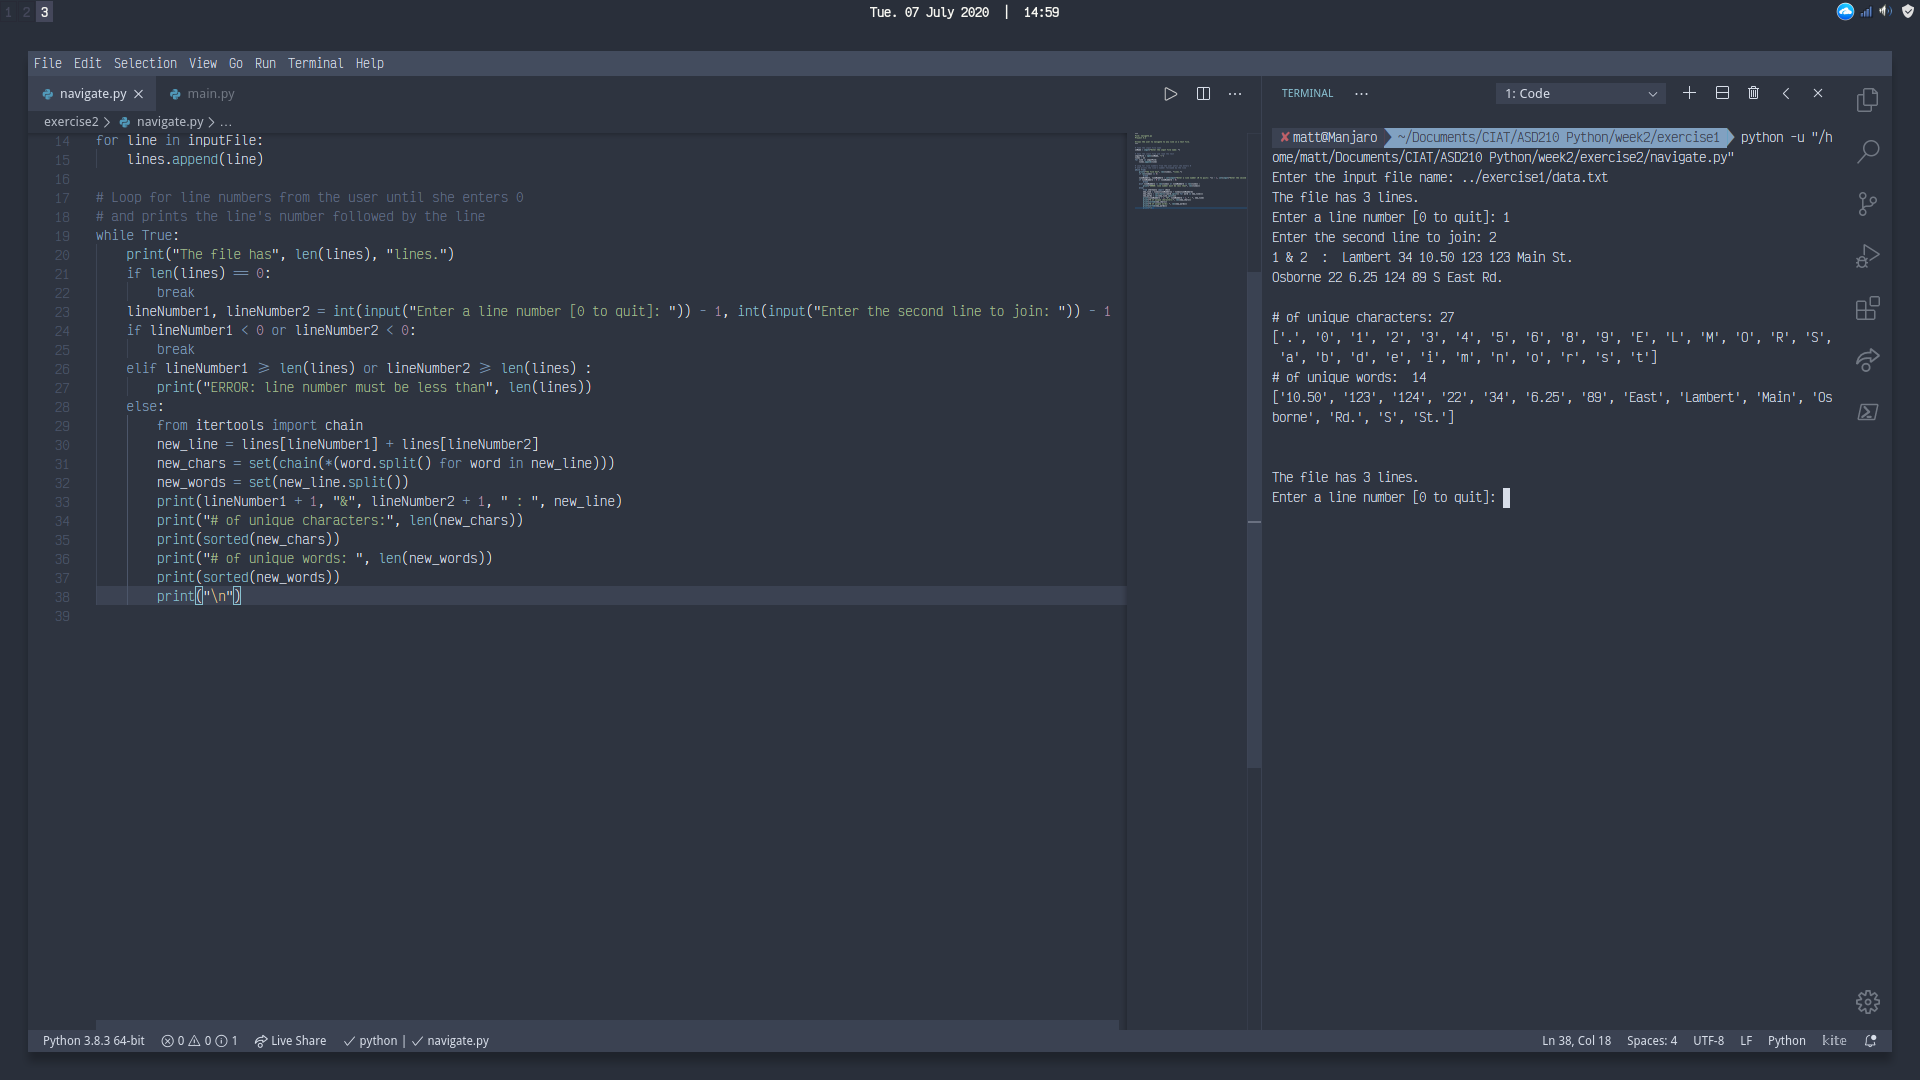 1 2 3
Tue. 07 July 2020 | 14:59
File Edit Selection View Go Run Terminal Help
navigate.py main.py
exercise2 > navigate.py > ...
14 for line in inputFile:
15 lines.append(line)
16
17 # Loop for line numbers from the user until she enters 0
18 # and prints the line's number followed by the line
19 while True:
20 print("The file has", len(lines), "lines.")
21 if len(lines) == 0:
22 break
23 lineNumber1, lineNumber2 = int(input("Enter a line number [0 to quit]: ")) - 1, int(input("Enter the second line to join: ")) - 1
24 if lineNumber1 < 0 or lineNumber2 < 0:
25 break
26 elif lineNumber1 ≥ len(lines) or lineNumber2 ≥ len(lines) :
27 print("ERROR: line number must be less than", len(lines))
28 else:
29 from itertools import chain
30 new_line = lines[lineNumber1] + lines[lineNumber2]
31 new_chars = set(chain(*(word.split() for word in new_line)))
32 new_words = set(new_line.split())
33 print(lineNumber1 + 1, "&", lineNumber2 + 1, " : ", new_line)
34 print("# of unique characters:", len(new_chars))
35 print(sorted(new_chars))
36 print("# of unique words: ", len(new_words))
37 print(sorted(new_words))
38 print("\n")
39
TERMINAL ... 1: Code
✘ matt@Manjaro ~/Documents/CIAT/ASD210 Python/week2/exercise1 python -u "/h
ome/matt/Documents/CIAT/ASD210 Python/week2/exercise2/navigate.py"
Enter the input file name: ../exercise1/data.txt
The file has 3 lines.
Enter a line number [0 to quit]: 1
Enter the second line to join: 2
1 & 2  :  Lambert 34 10.50 123 123 Main St.
Osborne 22 6.25 124 89 S East Rd.
# of unique characters: 27
['.', '0', '1', '2', '3', '4', '5', '6', '8', '9', 'E', 'L', 'M', 'O', 'R', 'S',
'a', 'b', 'd', 'e', 'i', 'm', 'n', 'o', 'r', 's', 't']
# of unique words:  14
['10.50', '123', '124', '22', '34', '6.25', '89', 'East', 'Lambert', 'Main', 'Os
borne', 'Rd.', 'S', 'St.']
The file has 3 lines.
Enter a line number [0 to quit]:
Python 3.8.3 64-bit 0 0 1 Live Share ✓ python | ✓ navigate.py
Ln 38, Col 18 Spaces: 4 UTF-8 LF Python kite